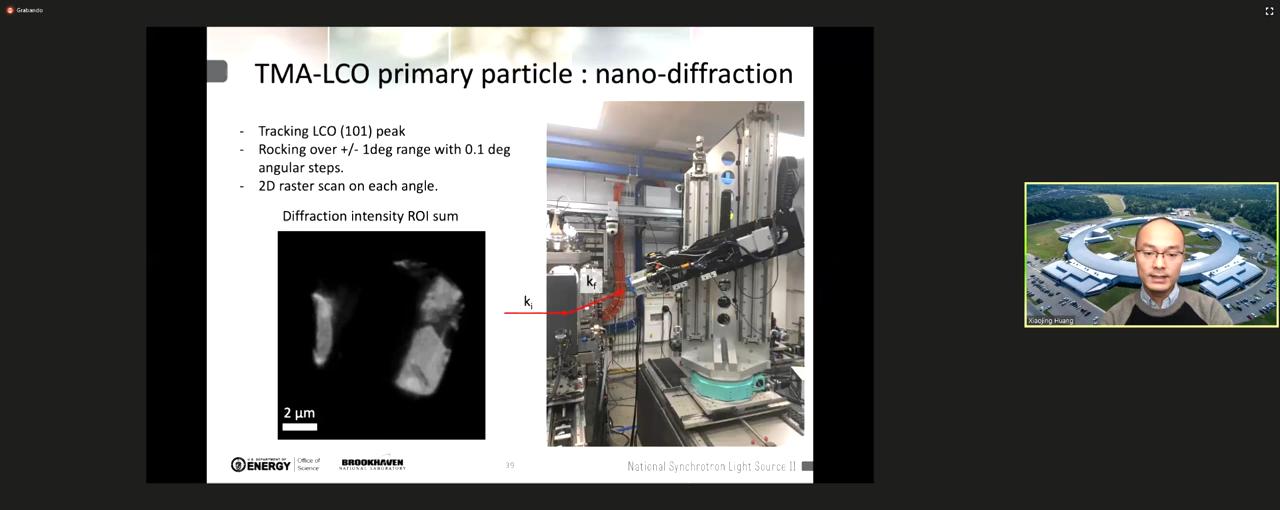 Grabando
TMA-LCO primary particle : nano-diffraction
- Tracking LCO (101) peak
- Rocking over +/- 1deg range with 0.1 deg
angular steps.
- 2D raster scan on each angle.
Diffraction intensity ROI sum
2 μm
ki
kf
U.S. DEPARTMENT OF
ENERGY
Office of
Science
BROOKHAVEN
NATIONAL LABORATORY
39
National Synchrotron Light Source II
Xiaojing Huang